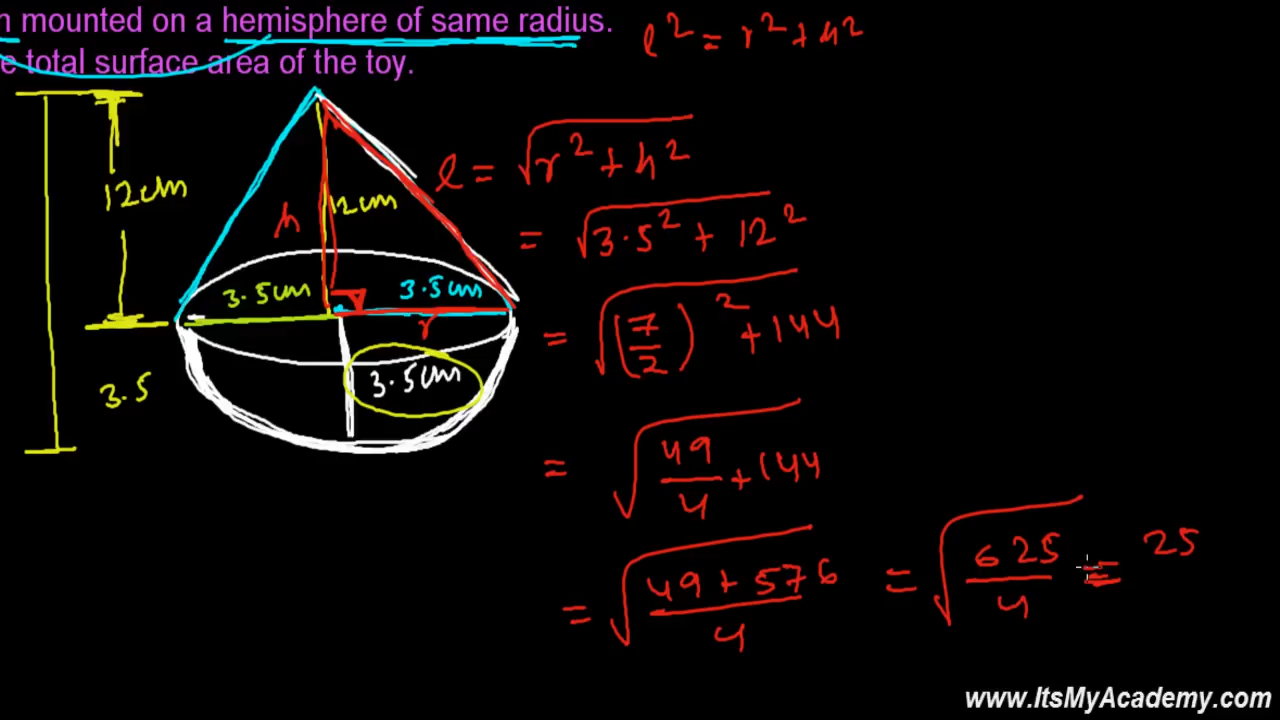 n mounted on a hemisphere of same radius.
e total surface area of the toy.
l² = r² + h²
l = √r² + h²
= √3.5² + 12²
= √(7/2)² + 144
= √49/4 + 144
= √49 + 576/4 = √625/4 = 25
12cm
h
12cm
3.5cm
3.5cm
r
3.5
3.5cm
www.ItsMyAcademy.com